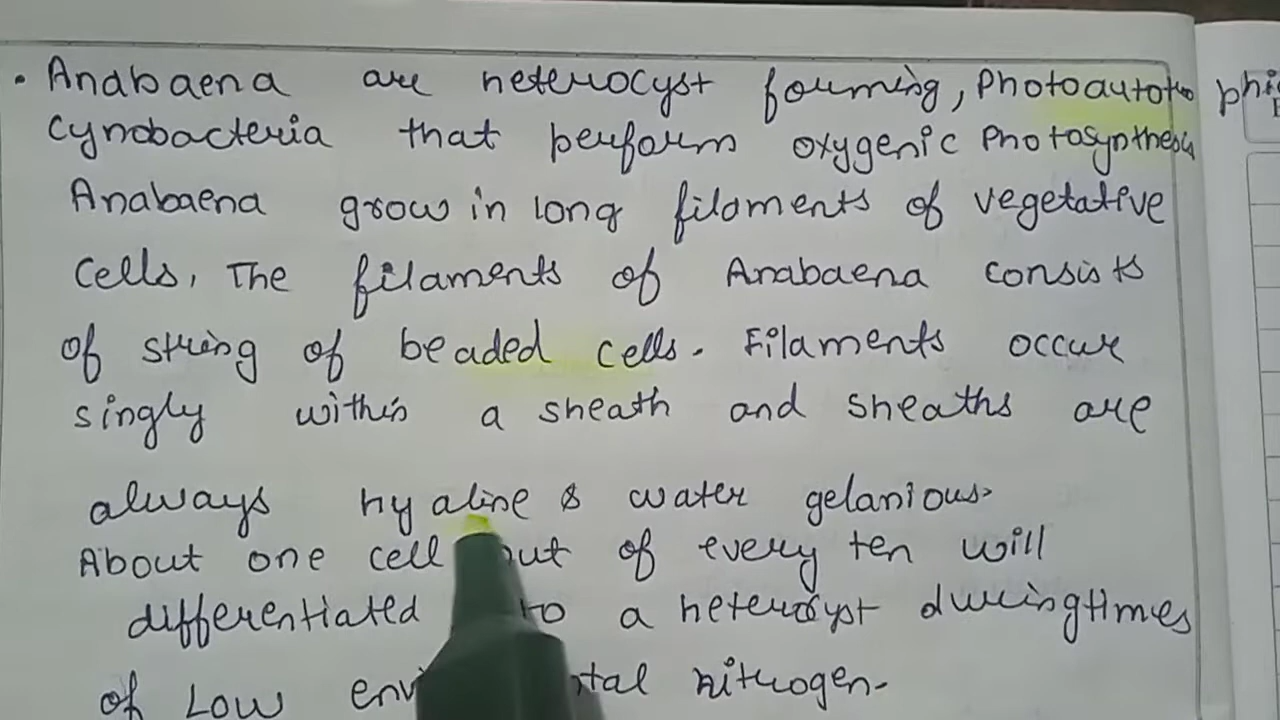 • Anabaena are heterocyst forming, Photoautotrophi
Cynobacteria that perform oxygenic Photosynthesis
Anabaena grow in long filaments of vegetative
cells, The filaments of Anabaena consists
of string of beaded cells. Filaments occur
singly within a sheath and sheaths are
always hyaline & water gelanious.
About one cell out of every ten will
differentiated to a heterocyst during times
of Low nitrogen.